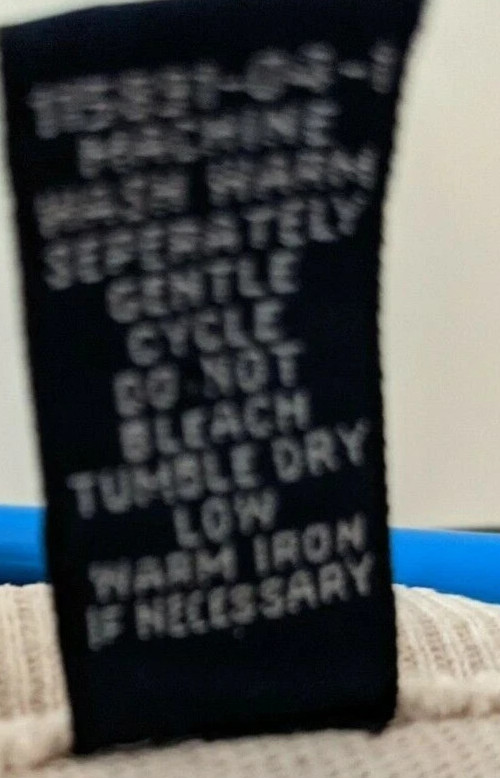 MACHINE
WASH WARM
SEPERATELY
GENTLE
CYCLE
DO NOT
BLEACH
TUMBLE DRY
LOW
WARM IRON
IF NECESSARY